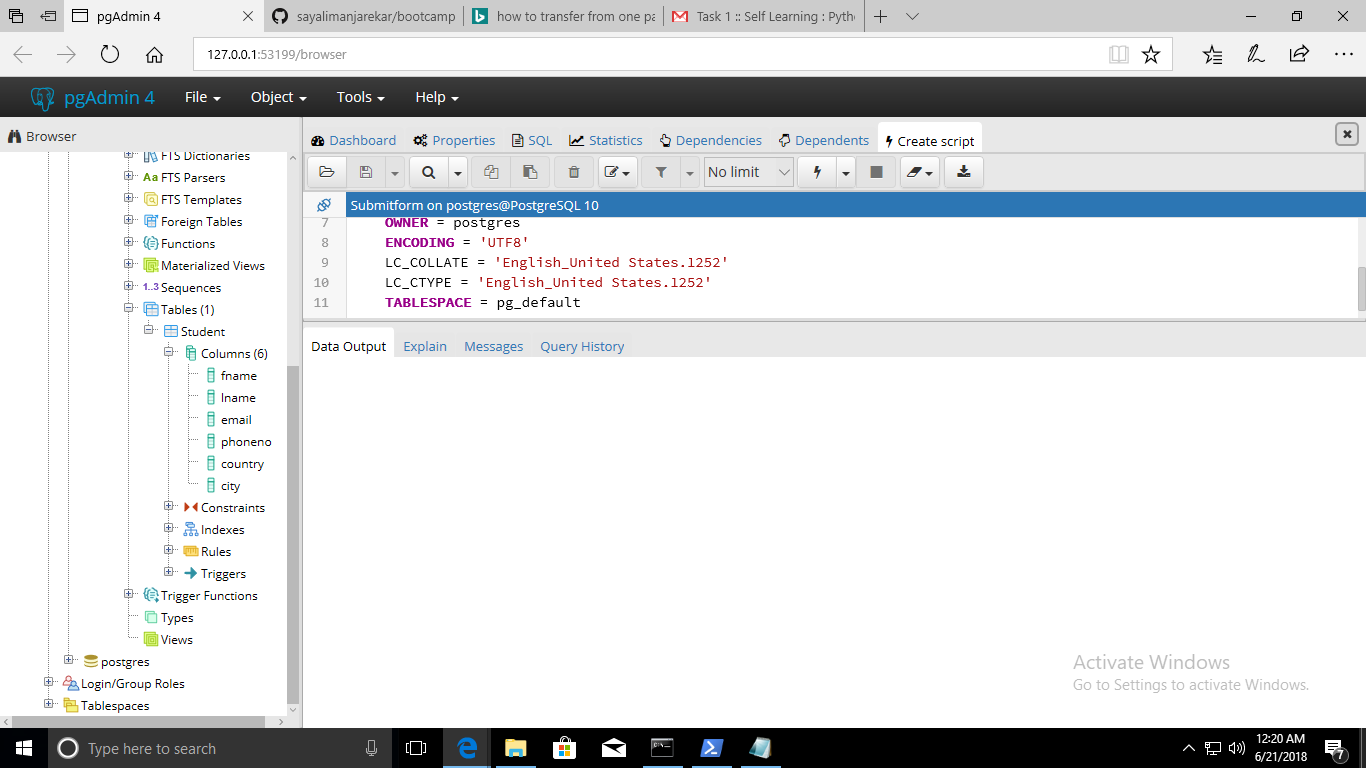 pgAdmin 4
sayalimanjarekar/bootcamp
how to transfer from one pa
Task 1 :: Self Learning : Pytho
127.0.0.1:53199/browser
pgAdmin 4
File
Object
Tools
Help
Browser
Dashboard
Properties
SQL
Statistics
Dependencies
Dependents
Create script
No limit
Submitform on postgres@PostgreSQL 10
7 OWNER = postgres
8 ENCODING = 'UTF8'
9 LC_COLLATE = 'English_United States.1252'
10 LC_CTYPE = 'English_United States.1252'
11 TABLESPACE = pg_default
Data Output
Explain
Messages
Query History
FTS Dictionaries
Aa FTS Parsers
FTS Templates
Foreign Tables
Functions
Materialized Views
1..3 Sequences
Tables (1)
Student
Columns (6)
fname
lname
email
phoneno
country
city
Constraints
Indexes
Rules
Triggers
Trigger Functions
Types
Views
postgres
Login/Group Roles
Tablespaces
Activate Windows
Go to Settings to activate Windows.
Type here to search
12:20 AM
6/21/2018
7